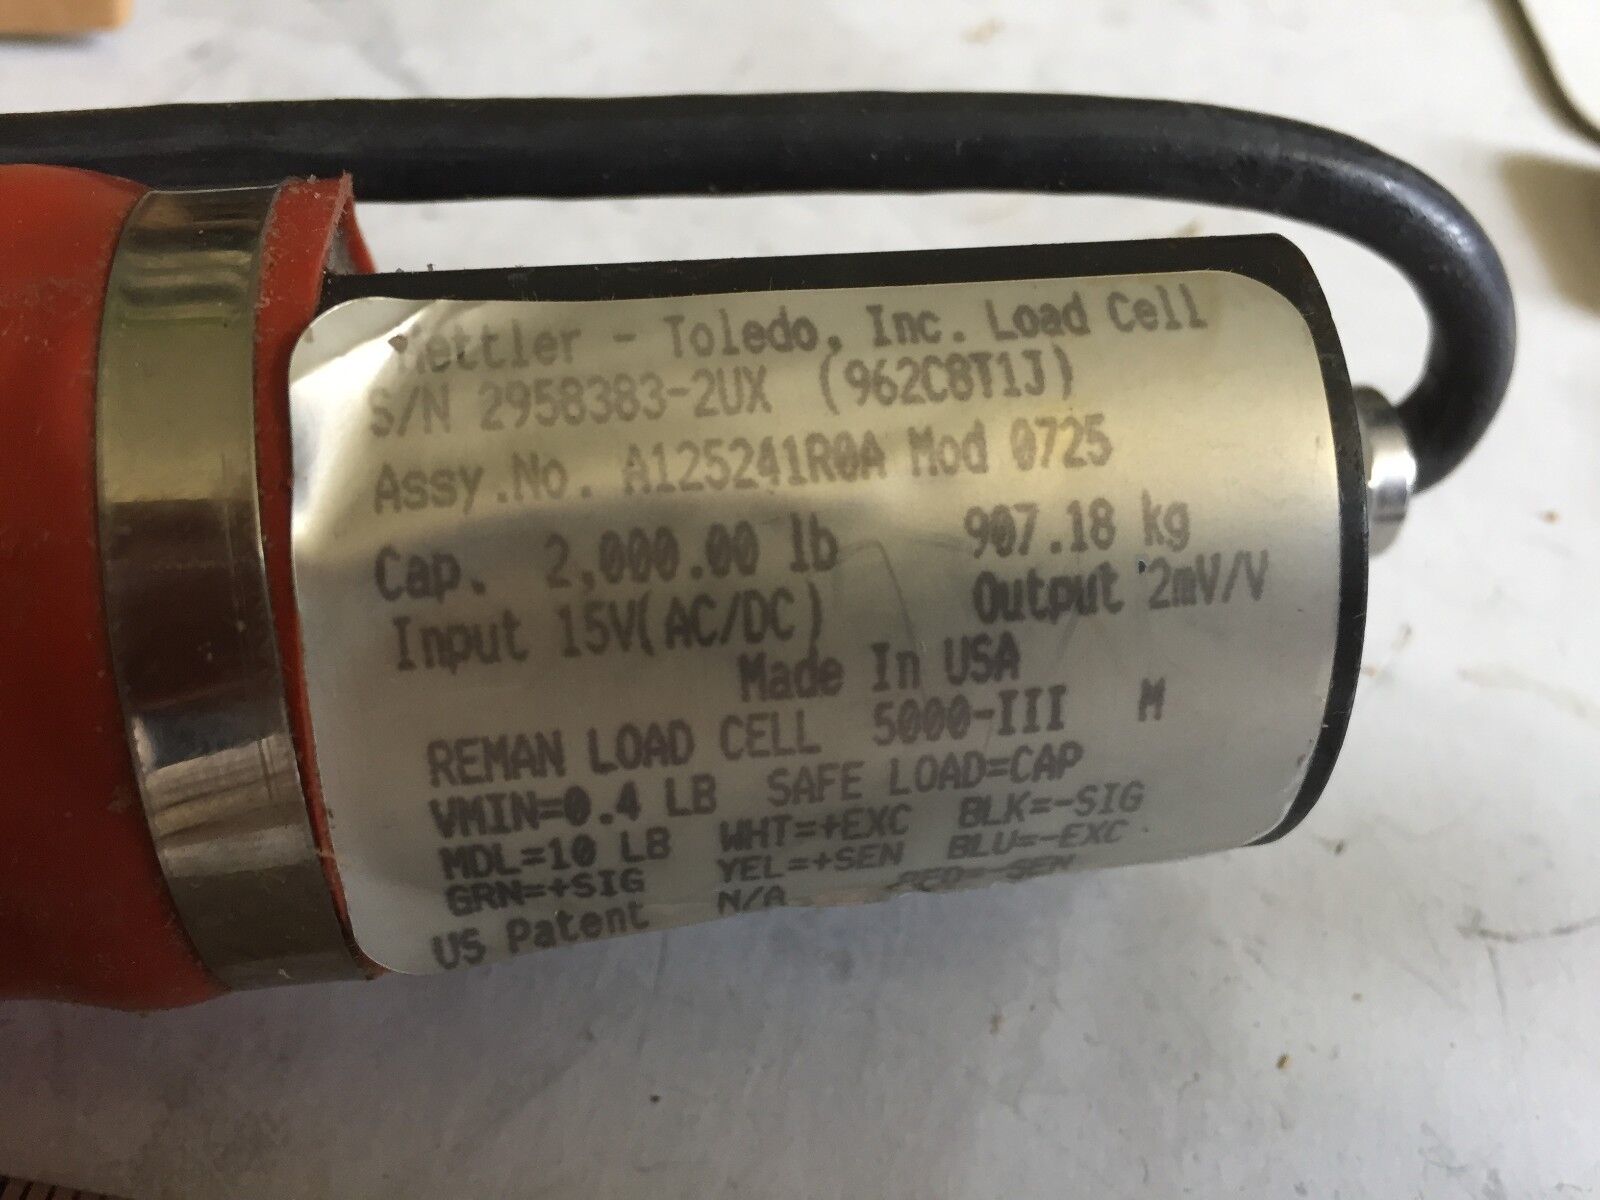 Mettler - Toledo, Inc. Load Cell
S/N 2958383-2UX (962C8T1J)
Assy.No. A125241R0A Mod 0725
Cap. 2,000.00 lb 907.18 kg
Input 15V(AC/DC) Output 2mV/V
Made In USA
REMAN LOAD CELL 5000-III M
VMIN=0.4 LB SAFE LOAD=CAP
MDL=10 LB WHT=+EXC BLK=-SIG
GRN=+SIG YEL=+SEN BLU=-EXC
US Patent N/A RED=-SEN